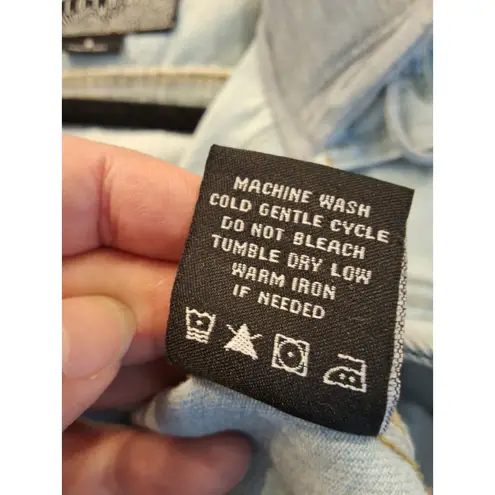 MACHINE WASH
COLD GENTLE CYCLE
DO NOT BLEACH
TUMBLE DRY LOW
WARM IRON
IF NEEDED